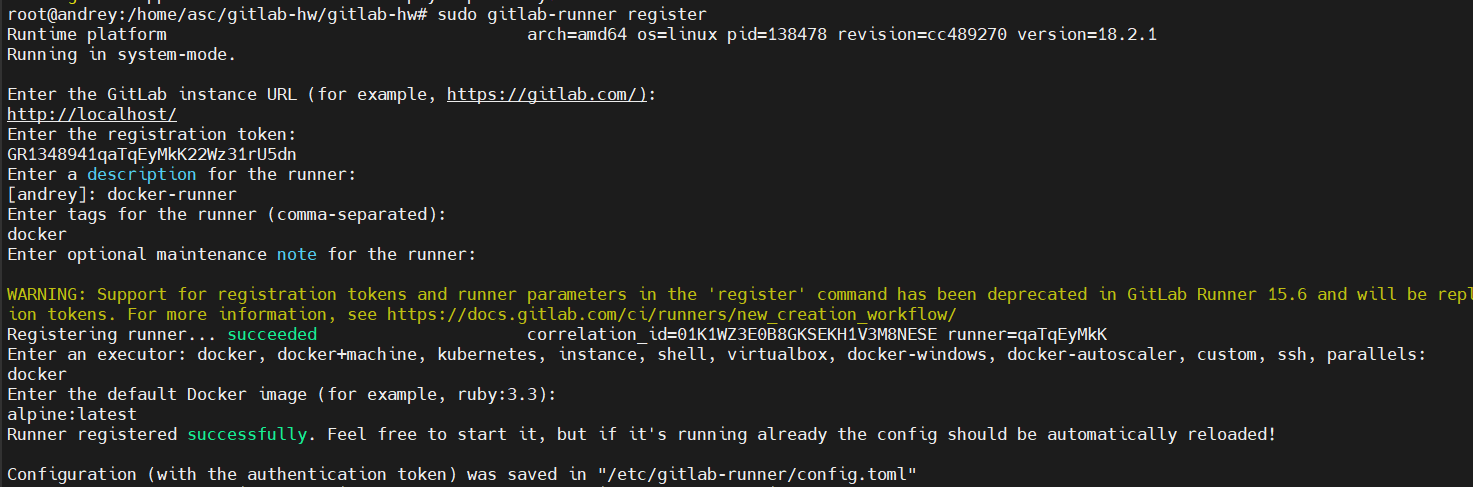 root@andrey:/home/asc/gitlab-hw/gitlab-hw# sudo gitlab-runner register
Runtime platform                                    arch=amd64 os=linux pid=138478 revision=cc489270 version=18.2.1
Running in system-mode.
Enter the GitLab instance URL (for example, https://gitlab.com/):
http://localhost/
Enter the registration token:
GR1348941qaTqEyMkK22Wz31rU5dn
Enter a description for the runner:
[andrey]: docker-runner
Enter tags for the runner (comma-separated):
docker
Enter optional maintenance note for the runner:
WARNING: Support for registration tokens and runner parameters in the 'register' command has been deprecated in GitLab Runner 15.6 and will be repl
ion tokens. For more information, see https://docs.gitlab.com/ci/runners/new_creation_workflow/
Registering runner... succeeded                     correlation_id=01K1WZ3E0B8GKSEKH1V3M8NESE runner=qaTqEyMkK
Enter an executor: docker, docker+machine, kubernetes, instance, shell, virtualbox, docker-windows, docker-autoscaler, custom, ssh, parallels:
docker
Enter the default Docker image (for example, ruby:3.3):
alpine:latest
Runner registered successfully. Feel free to start it, but if it's running already the config should be automatically reloaded!
Configuration (with the authentication token) was saved in "/etc/gitlab-runner/config.toml"